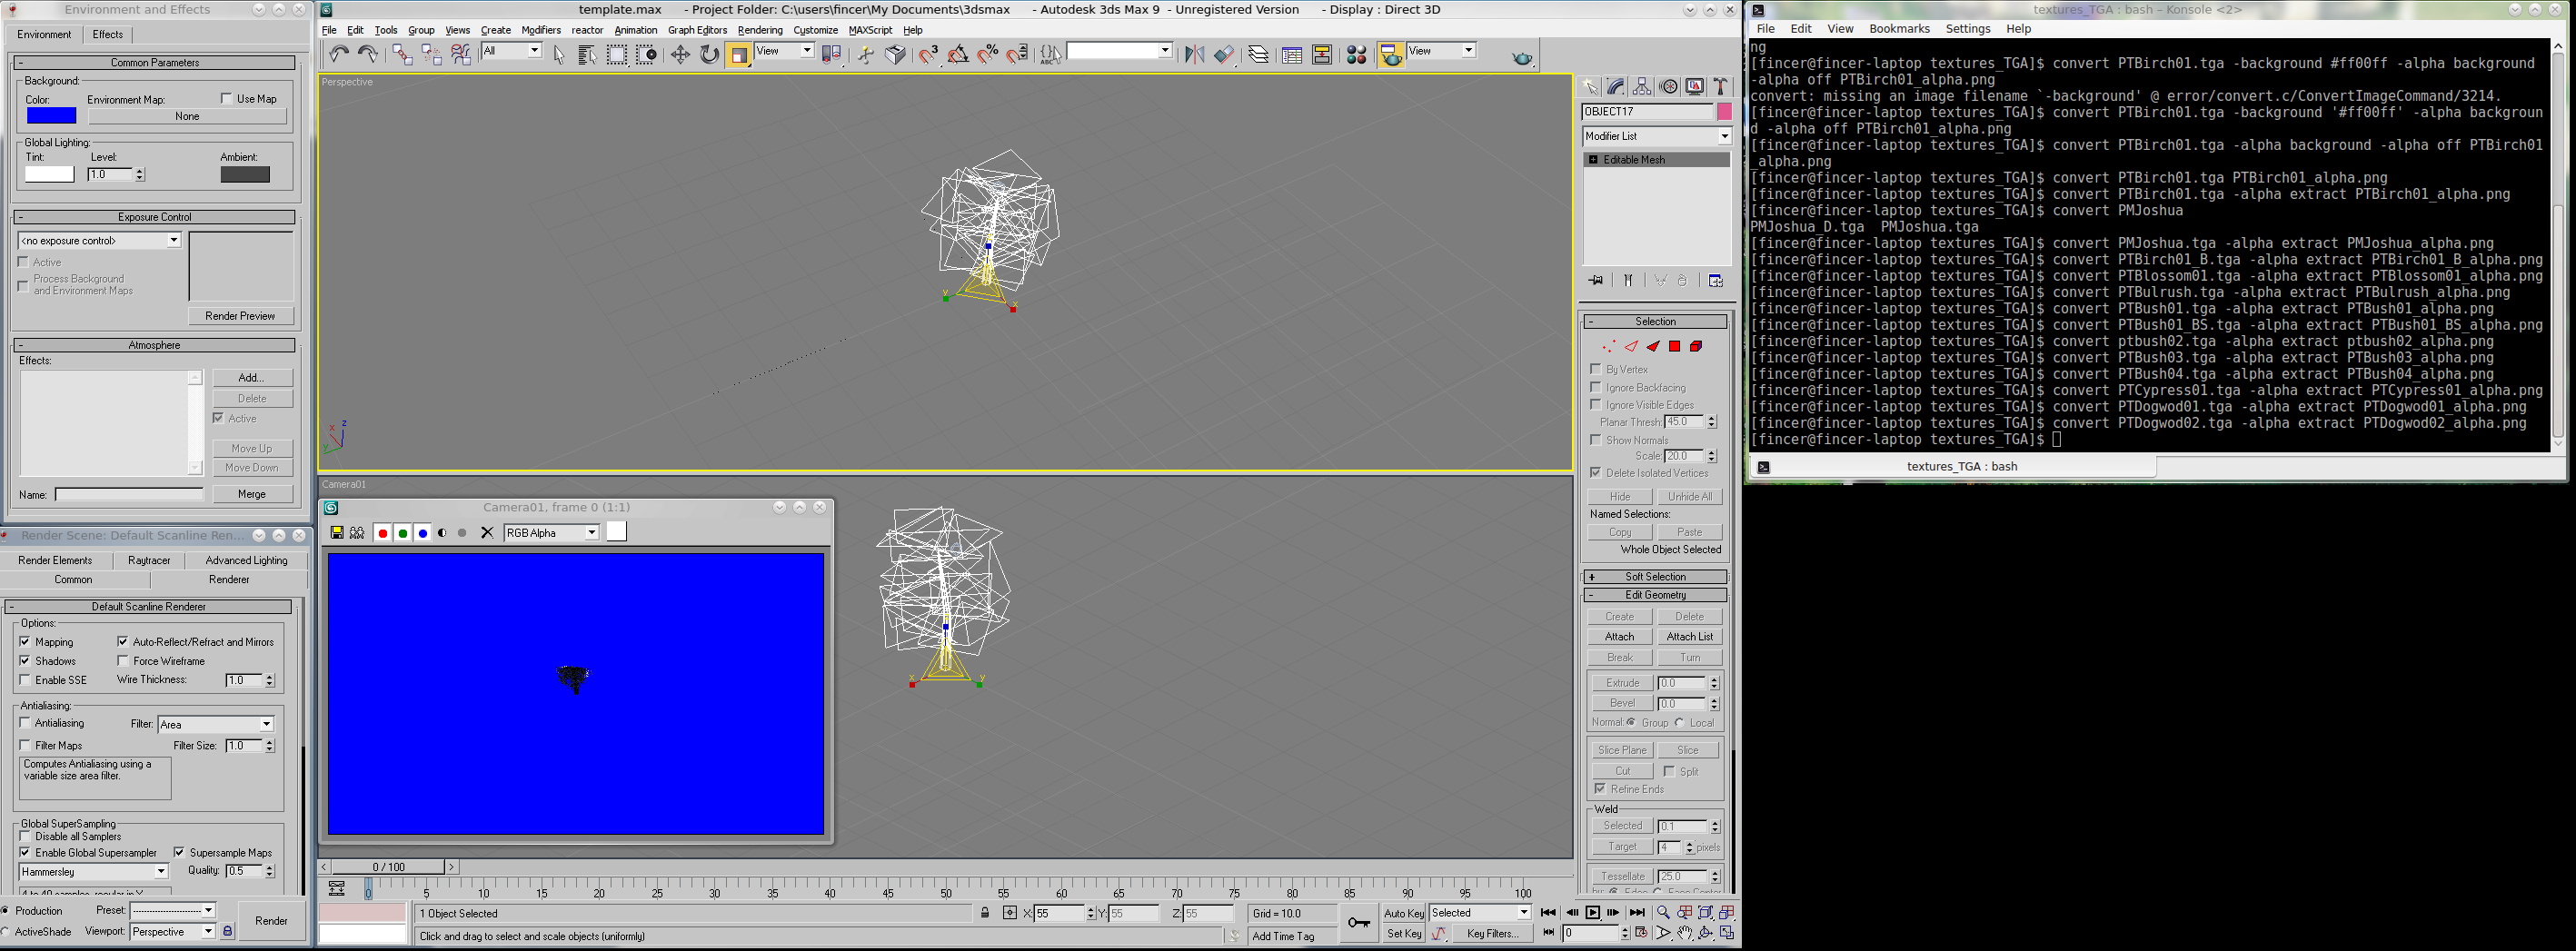 Environment and Effects
Environment Effects
Common Parameters
Background:
Color: Environment Map: Use Map
None
Global Lighting:
Tint: Level: Ambient:
1.0
Exposure Control
<no exposure control>
Active
Process Background
and Environment Maps
Render Preview
Atmosphere
Effects:
Add...
Delete
Active
Move Up
Move Down
Name: Merge
Render Scene: Default Scanline Ren...
Render Elements Raytracer Advanced Lighting
Common Renderer
Default Scanline Renderer
Options:
Mapping Auto-Reflect/Refract and Mirrors
Shadows Force Wireframe
Enable SSE Wire Thickness: 1.0
Antialiasing:
Antialiasing Filter: Area
Filter Maps Filter Size: 1.0
Computes Antialiasing using a
variable size area filter.
Global SuperSampling
Disable all Samplers
Enable Global Supersampler Supersample Maps
Hammersley Quality: 0.5
Production Preset: -------------------------
ActiveShade Viewport: Perspective
Render
template.max - Project Folder: C:\users\fincer\My Documents\3dsmax - Autodesk 3ds Max 9 - Unregistered Version - Display : Direct 3D
File Edit Tools Group Views Create Modifiers reactor Animation Graph Editors Rendering Customize MAXScript Help
All View View
Perspective
Camera01
Camera01, frame 0 (1:1)
RGB Alpha
0 / 100
0 5 10 15 20 25 30 35 40 45 50 55 60 65 70 75 80 85 90 95 100
1 Object Selected X: 55 Y: 55 Z: 55 Grid = 10.0 Auto Key Selected
Click and drag to select and scale objects (uniformly) Add Time Tag Set Key Key Filters... 0
OBJECT17
Modifier List
Editable Mesh
Selection
By Vertex
Ignore Backfacing
Ignore Visible Edges
Planar Thresh: 45.0
Show Normals
Scale: 20.0
Delete Isolated Vertices
Hide Unhide All
Named Selections:
Copy Paste
Whole Object Selected
Soft Selection
Edit Geometry
Create Delete
Attach Attach List
Break Turn
Extrude 0.0
Bevel 0.0
Normal: Group Local
Slice Plane Slice
Cut Split
Refine Ends
Weld
Selected 0.1
Target 4 pixels
Tessellate 25.0
textures_TGA : bash – Konsole <2>
File Edit View Bookmarks Settings Help
ng
[fincer@fincer-laptop textures_TGA]$ convert PTBirch01.tga -background #ff00ff -alpha background
-alpha off PTBirch01_alpha.png
convert: missing an image filename `-background' @ error/convert.c/ConvertImageCommand/3214.
[fincer@fincer-laptop textures_TGA]$ convert PTBirch01.tga -background '#ff00ff' -alpha backgroun
d -alpha off PTBirch01_alpha.png
[fincer@fincer-laptop textures_TGA]$ convert PTBirch01.tga -alpha background -alpha off PTBirch01
_alpha.png
[fincer@fincer-laptop textures_TGA]$ convert PTBirch01.tga PTBirch01_alpha.png
[fincer@fincer-laptop textures_TGA]$ convert PTBirch01.tga -alpha extract PTBirch01_alpha.png
[fincer@fincer-laptop textures_TGA]$ convert PMJoshua
PMJoshua_D.tga PMJoshua.tga
[fincer@fincer-laptop textures_TGA]$ convert PMJoshua.tga -alpha extract PMJoshua_alpha.png
[fincer@fincer-laptop textures_TGA]$ convert PTBirch01_B.tga -alpha extract PTBirch01_B_alpha.png
[fincer@fincer-laptop textures_TGA]$ convert PTBlossom01.tga -alpha extract PTBlossom01_alpha.png
[fincer@fincer-laptop textures_TGA]$ convert PTBulrush.tga -alpha extract PTBulrush_alpha.png
[fincer@fincer-laptop textures_TGA]$ convert PTBush01.tga -alpha extract PTBush01_alpha.png
[fincer@fincer-laptop textures_TGA]$ convert PTBush01_BS.tga -alpha extract PTBush01_BS_alpha.png
[fincer@fincer-laptop textures_TGA]$ convert ptbush02.tga -alpha extract ptbush02_alpha.png
[fincer@fincer-laptop textures_TGA]$ convert PTBush03.tga -alpha extract PTBush03_alpha.png
[fincer@fincer-laptop textures_TGA]$ convert PTBush04.tga -alpha extract PTBush04_alpha.png
[fincer@fincer-laptop textures_TGA]$ convert PTCypress01.tga -alpha extract PTCypress01_alpha.png
[fincer@fincer-laptop textures_TGA]$ convert PTDogwod01.tga -alpha extract PTDogwod01_alpha.png
[fincer@fincer-laptop textures_TGA]$ convert PTDogwod02.tga -alpha extract PTDogwod02_alpha.png
[fincer@fincer-laptop textures_TGA]$
textures_TGA : bash